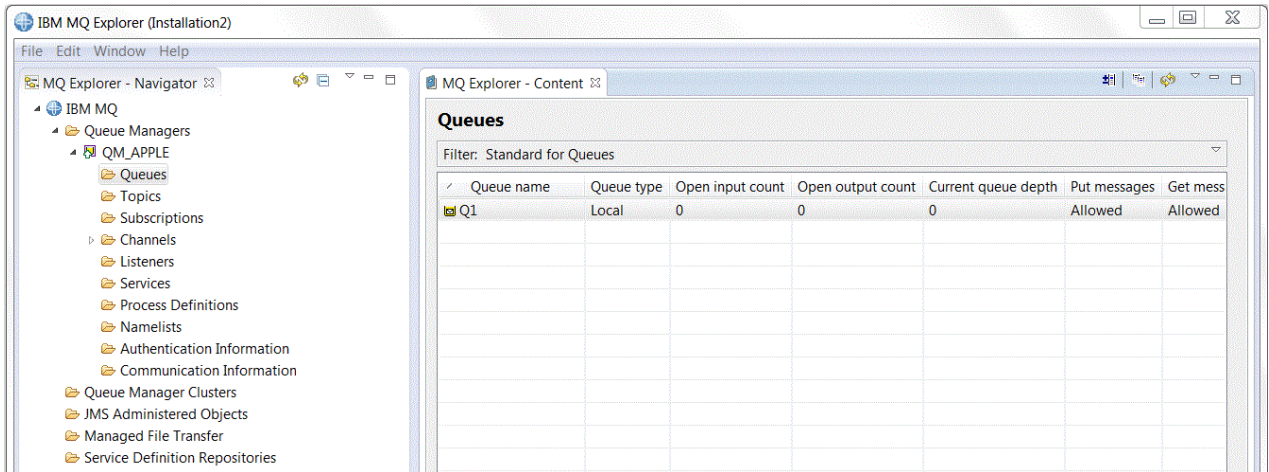 IBM MQ Explorer (Installation2)
File Edit Window Help
MQ Explorer - Navigator
IBM MQ
Queue Managers
QM_APPLE
Queues
Topics
Subscriptions
Channels
Listeners
Services
Process Definitions
Namelists
Authentication Information
Communication Information
Queue Manager Clusters
JMS Administered Objects
Managed File Transfer
Service Definition Repositories
MQ Explorer - Content
Queues
Filter: Standard for Queues
Queue name Queue type Open input count Open output count Current queue depth Put messages Get mess
Q1 Local 0 0 0 Allowed Allowed